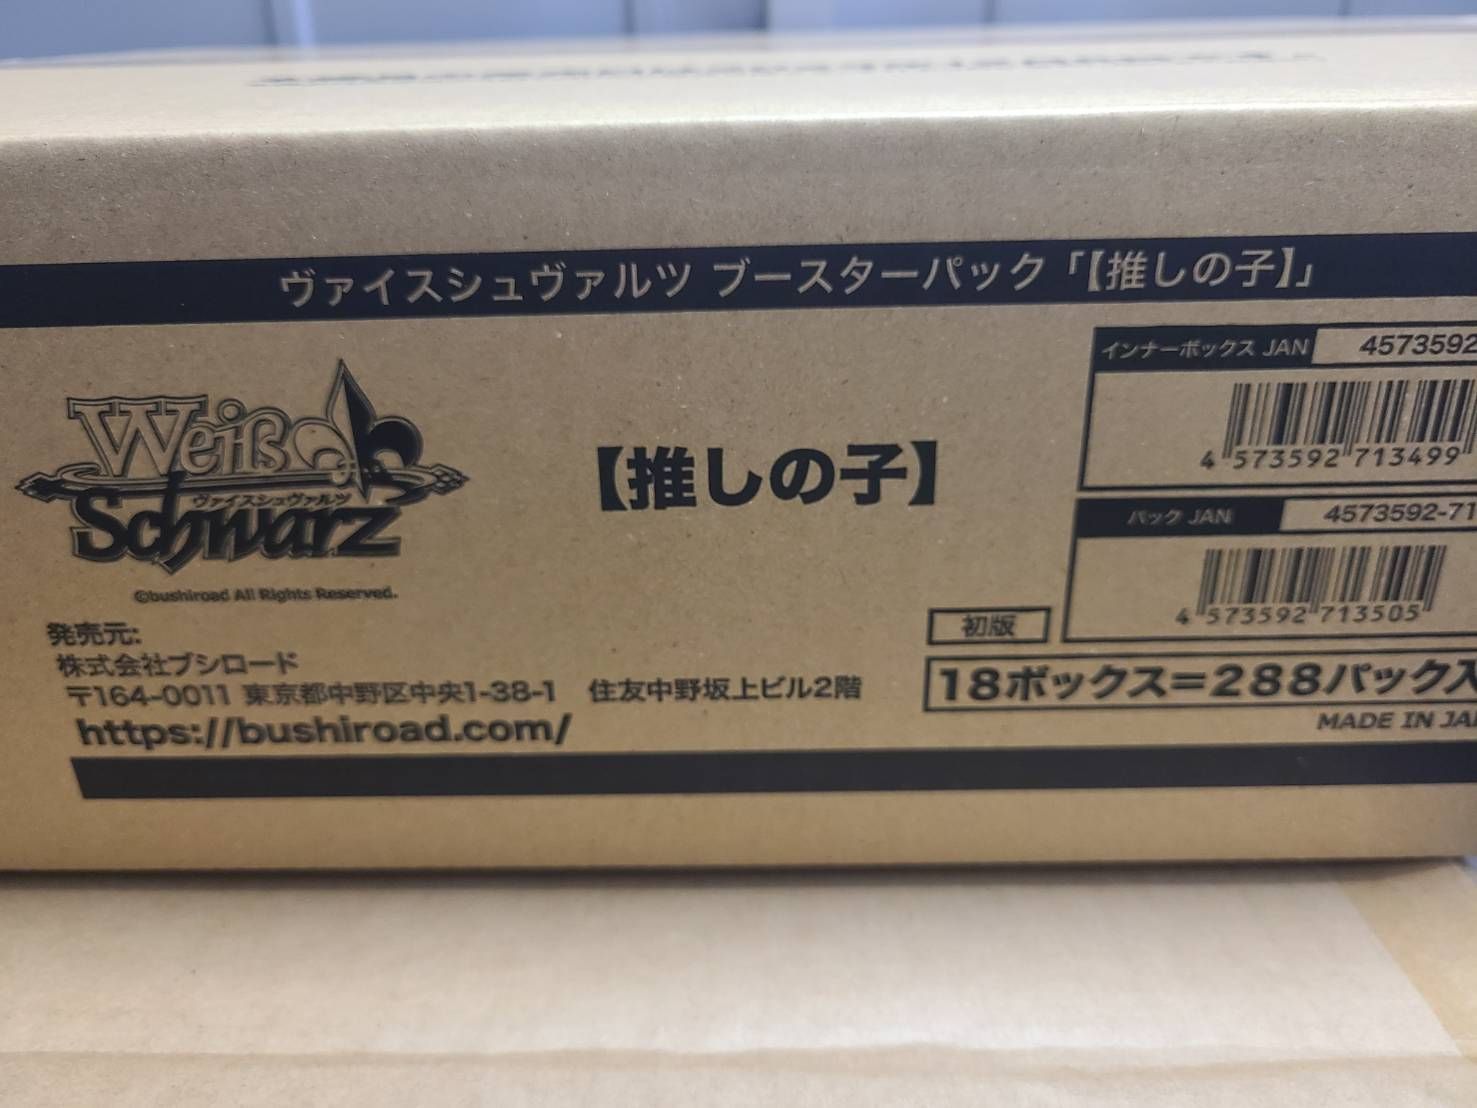 ヴァイスシュヴァルツ ブースターパック「【推しの子】」
Weiß
ヴァイスシュヴァルツ
Schwarz
©bushiroad All Rights Reserved.
【推しの子】
インナーボックス JAN 4573592
4 573592 713499
パック JAN 4573592-71
4 573592 713505
初版
18ボックス=288パック入
MADE IN JA
発売元:
株式会社ブシロード
〒164-0011 東京都中野区中央1-38-1 住友中野坂上ビル2階
https://bushiroad.com/